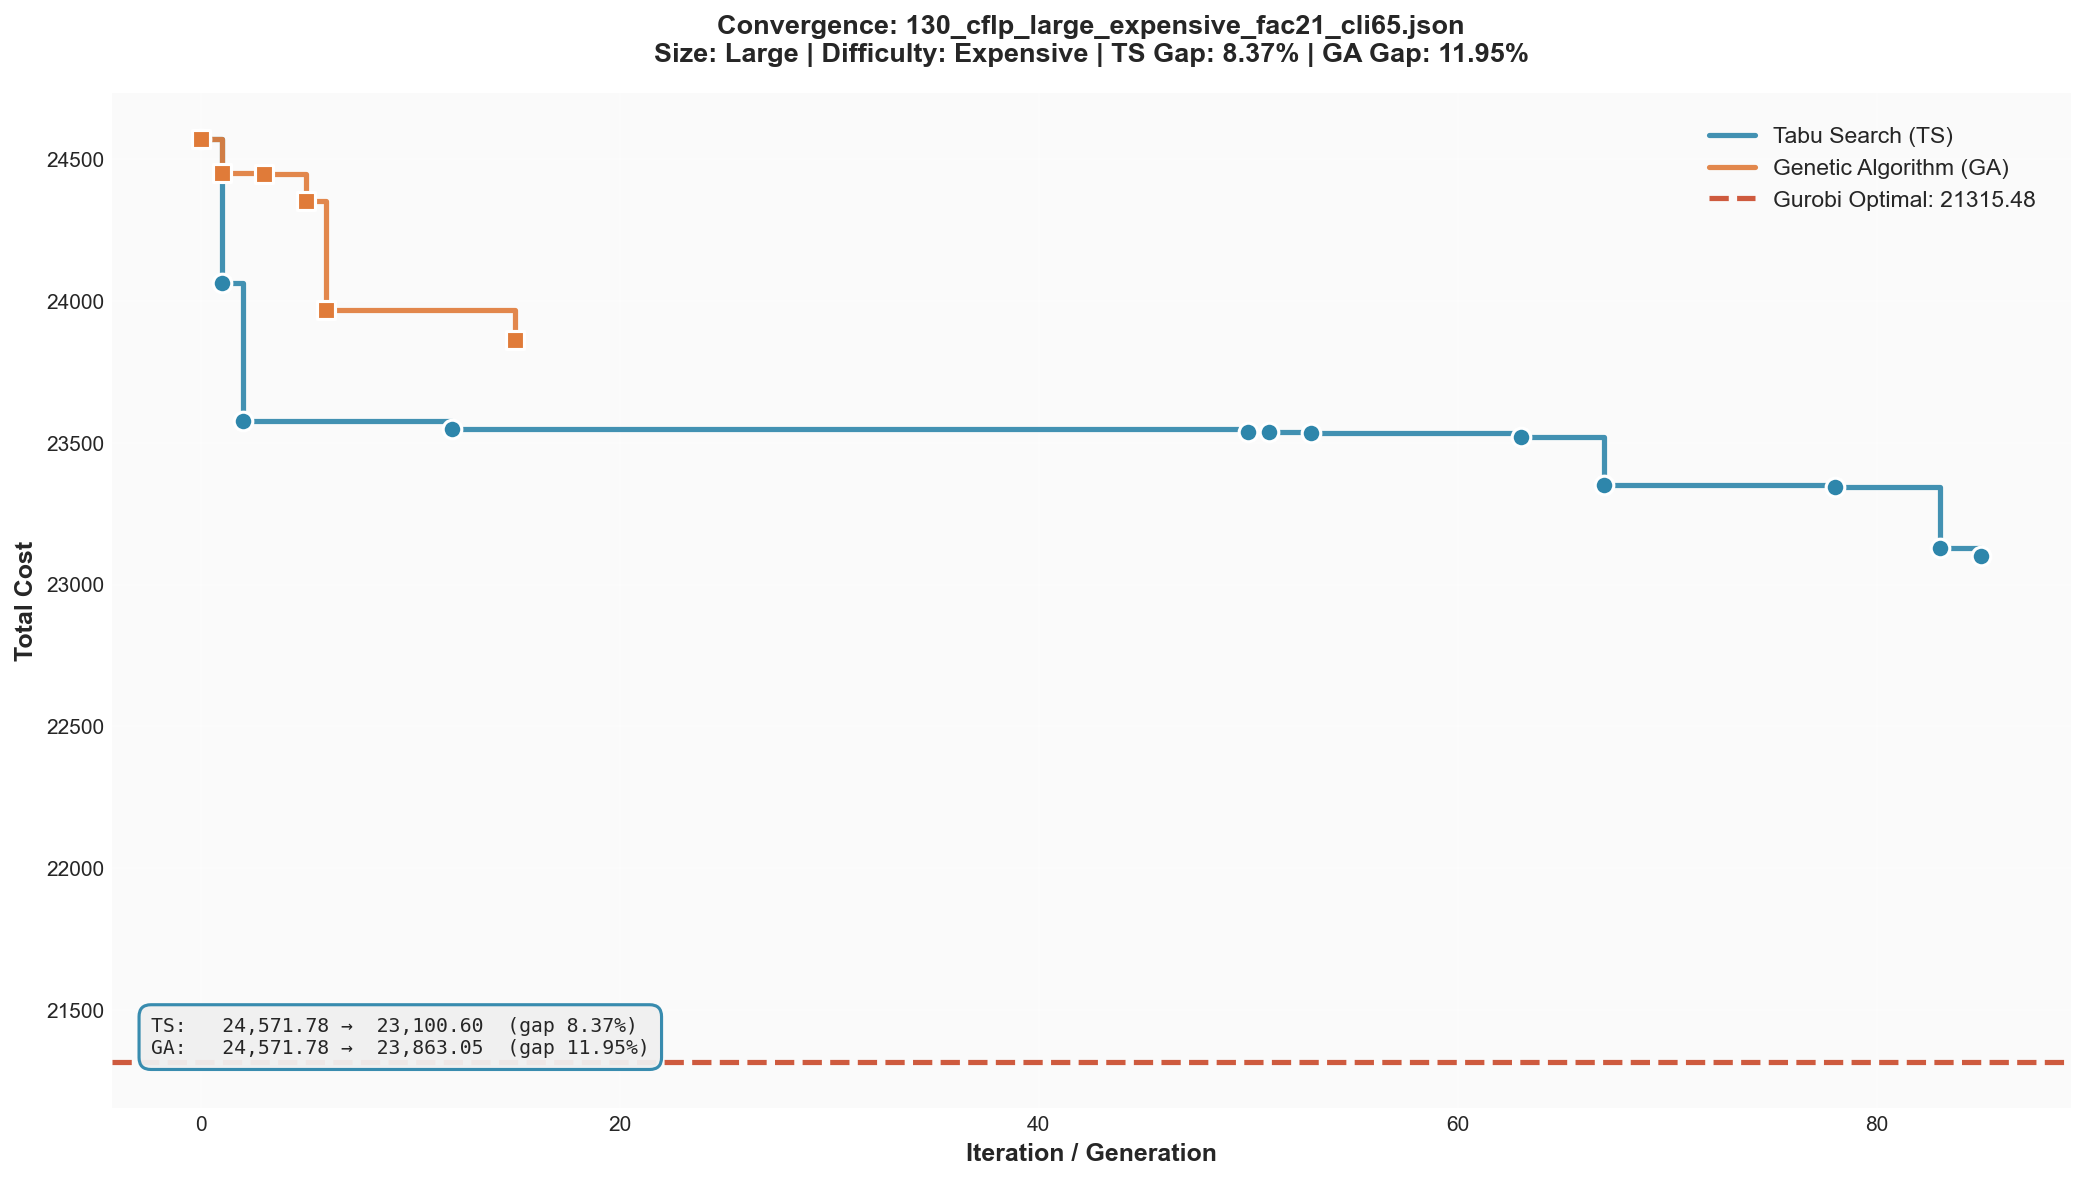 Convergence: 130_cflp_large_expensive_fac21_cli65.json
Size: Large | Difficulty: Expensive | TS Gap: 8.37% | GA Gap: 11.95%
Tabu Search (TS)
Genetic Algorithm (GA)
Gurobi Optimal: 21315.48
Total Cost
24500
24000
23500
23000
22500
22000
21500
TS:   24,571.78 →  23,100.60  (gap 8.37%)
GA:   24,571.78 →  23,863.05  (gap 11.95%)
0 20 40 60 80
Iteration / Generation